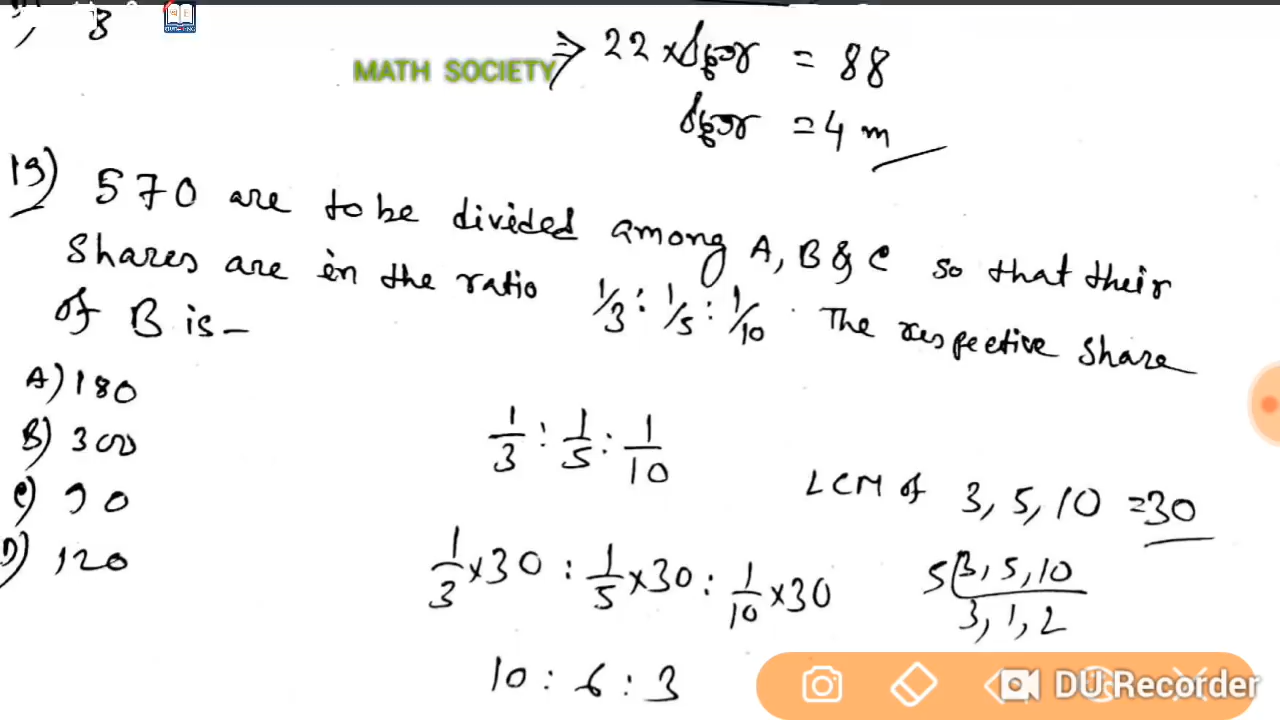 B
MATH SOCIETY
⇒ 22 × = 88
= 4 m
19) 570 are to be divided among A, B & C so that their
Shares are in the ratio 1/3 : 1/5 : 1/10 . The respective Share
of B is –
A) 180
B) 300
C) 90
D) 120
1/3 : 1/5 : 1/10
LCM of 3, 5, 10 = 30
1/3 × 30 : 1/5 × 30 : 1/10 × 30
5 3, 5, 10
3, 1, 2
10 : 6 : 3
DU Recorder